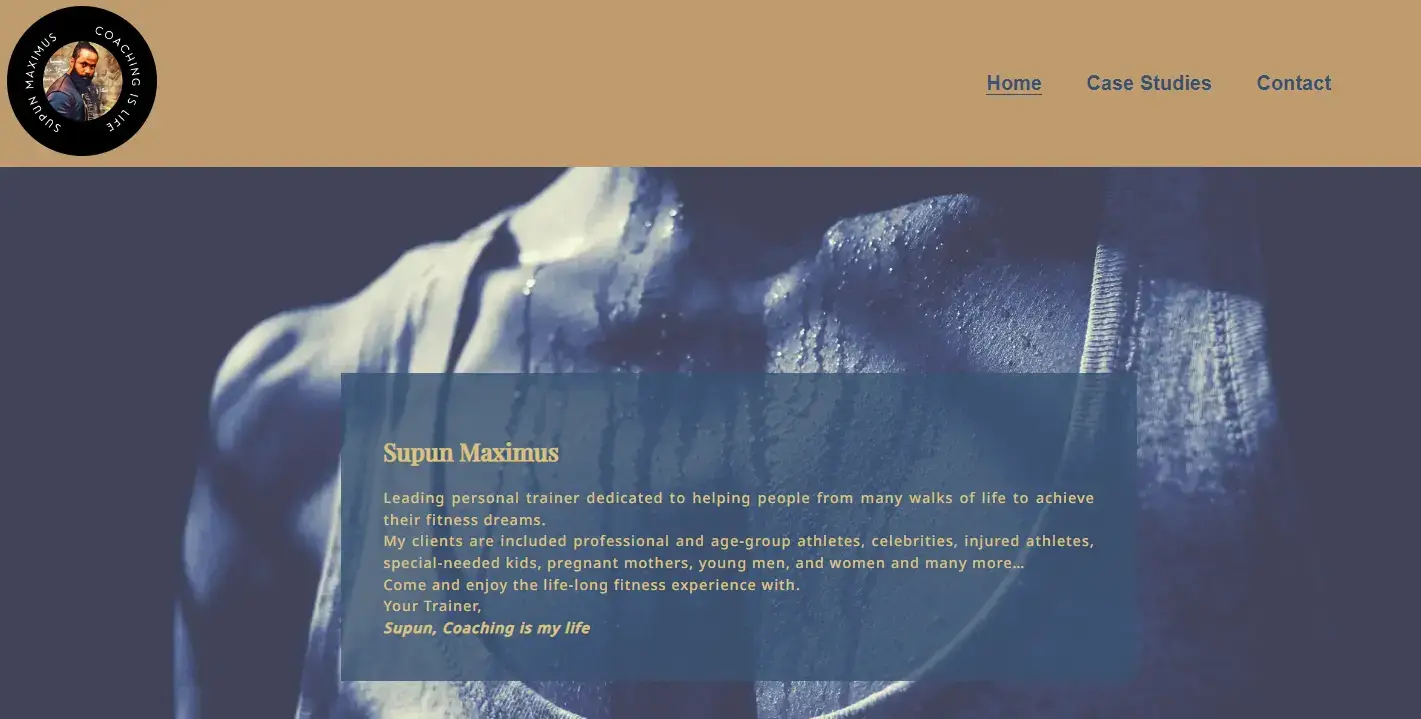 SUPUN MAXIMUS
COACHING IS LIFE
Home
Case Studies
Contact
Supun Maximus
Leading personal trainer dedicated to helping people from many walks of life to achieve
their fitness dreams.
My clients are included professional and age-group athletes, celebrities, injured athletes,
special-needed kids, pregnant mothers, young men, and women and many more…
Come and enjoy the life-long fitness experience with.
Your Trainer,
Supun, Coaching is my life